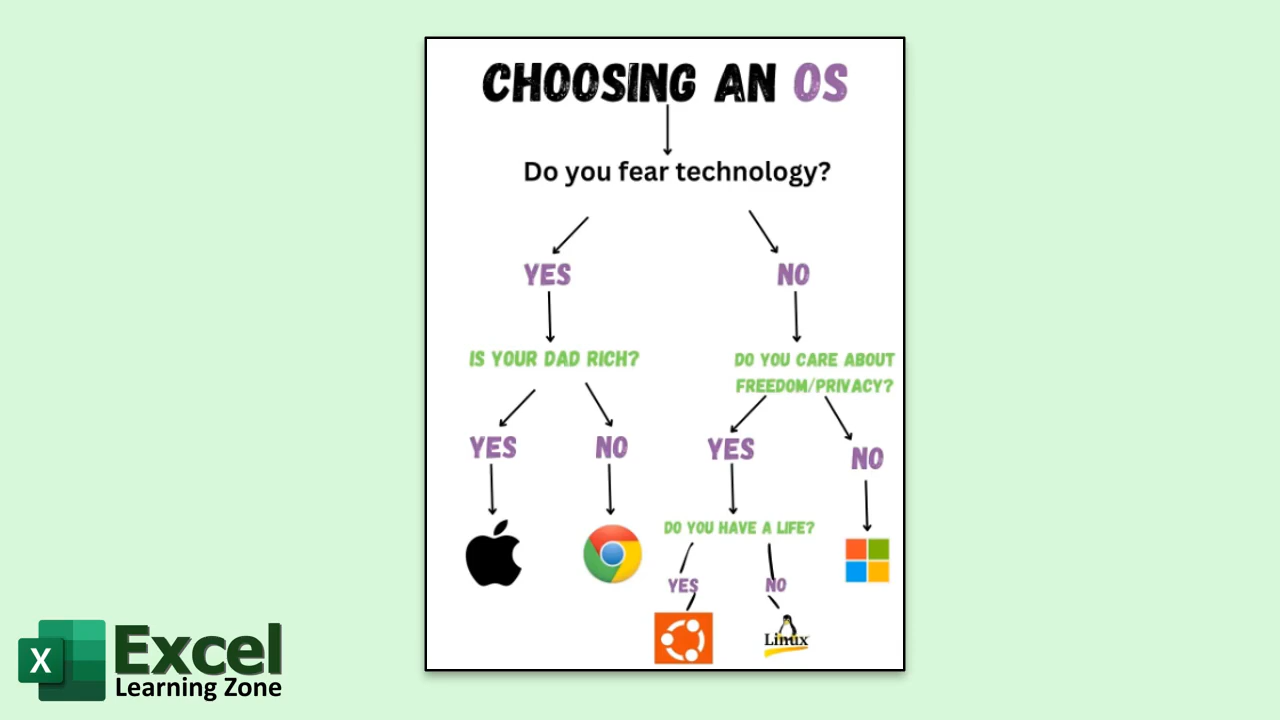 CHOOSING AN OS
Do you fear technology?
YES
NO
IS YOUR DAD RICH?
DO YOU CARE ABOUT
FREEDOM/PRIVACY?
YES
NO
YES
NO
DO YOU HAVE A LIFE?
YES
NO
Linux
X
Excel
Learning Zone